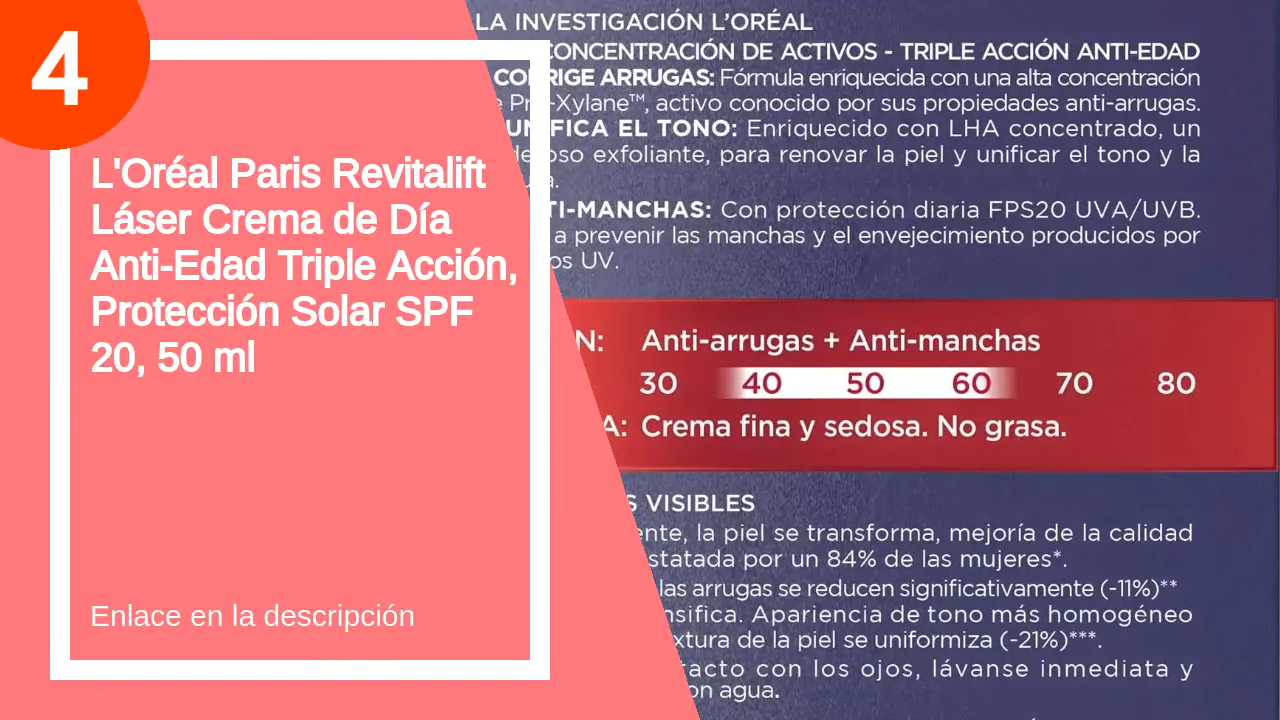 4
L'Oréal Paris Revitalift
Láser Crema de Día
Anti-Edad Triple Acción,
Protección Solar SPF
20, 50 ml
Enlace en la descripción
LA INVESTIGACIÓN L’ORÉAL
CONCENTRACIÓN DE ACTIVOS - TRIPLE ACCIÓN ANTI-EDAD
CORRIGE ARRUGAS: Fórmula enriquecida con una alta concentración
Pro-Xylane™, activo conocido por sus propiedades anti-arrugas.
UNIFICA EL TONO: Enriquecido con LHA concentrado, un
exfoliante, para renovar la piel y unificar el tono y la
TI-MANCHAS: Con protección diaria FPS20 UVA/UVB.
a prevenir las manchas y el envejecimiento producidos por
os UV.
N: Anti-arrugas + Anti-manchas
30 40 50 60 70 80
A: Crema fina y sedosa. No grasa.
S VISIBLES
ente, la piel se transforma, mejoría de la calidad
statada por un 84% de las mujeres*.
las arrugas se reducen significativamente (-11%)**
nsifica. Apariencia de tono más homogéneo
xtura de la piel se uniformiza (-21%)***.
tacto con los ojos, lávanse inmediata y
on agua.